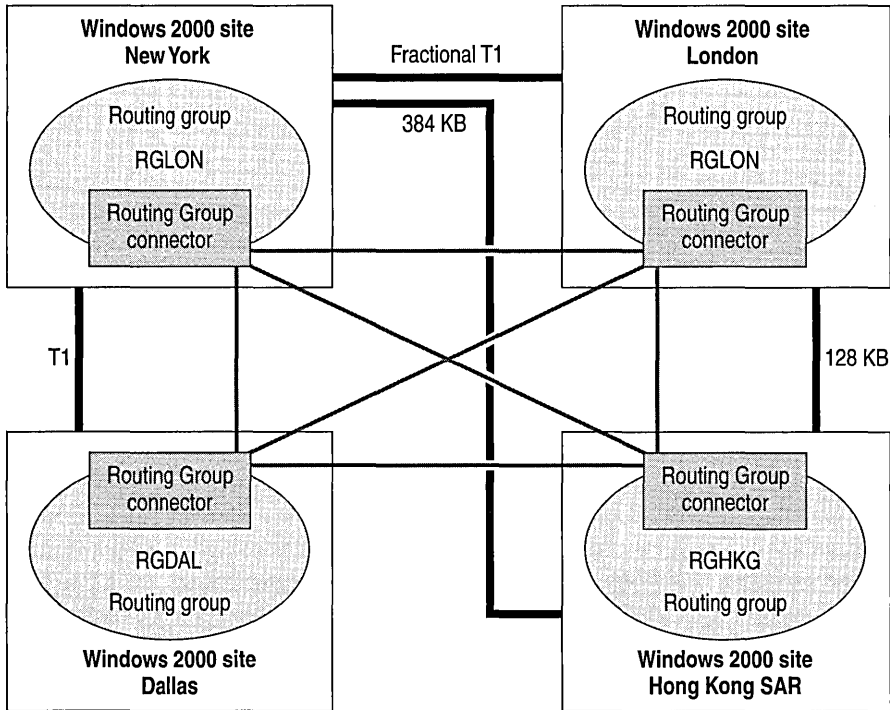 Windows 2000 site
New York
Routing group
RGLON
Routing Group
connector
Fractional T1
384 KB
Windows 2000 site
London
Routing group
RGLON
Routing Group
connector
T1
128 KB
Routing Group
connector
RGDAL
Routing group
Windows 2000 site
Dallas
Routing Group
connector
RGHKG
Routing group
Windows 2000 site
Hong Kong SAR